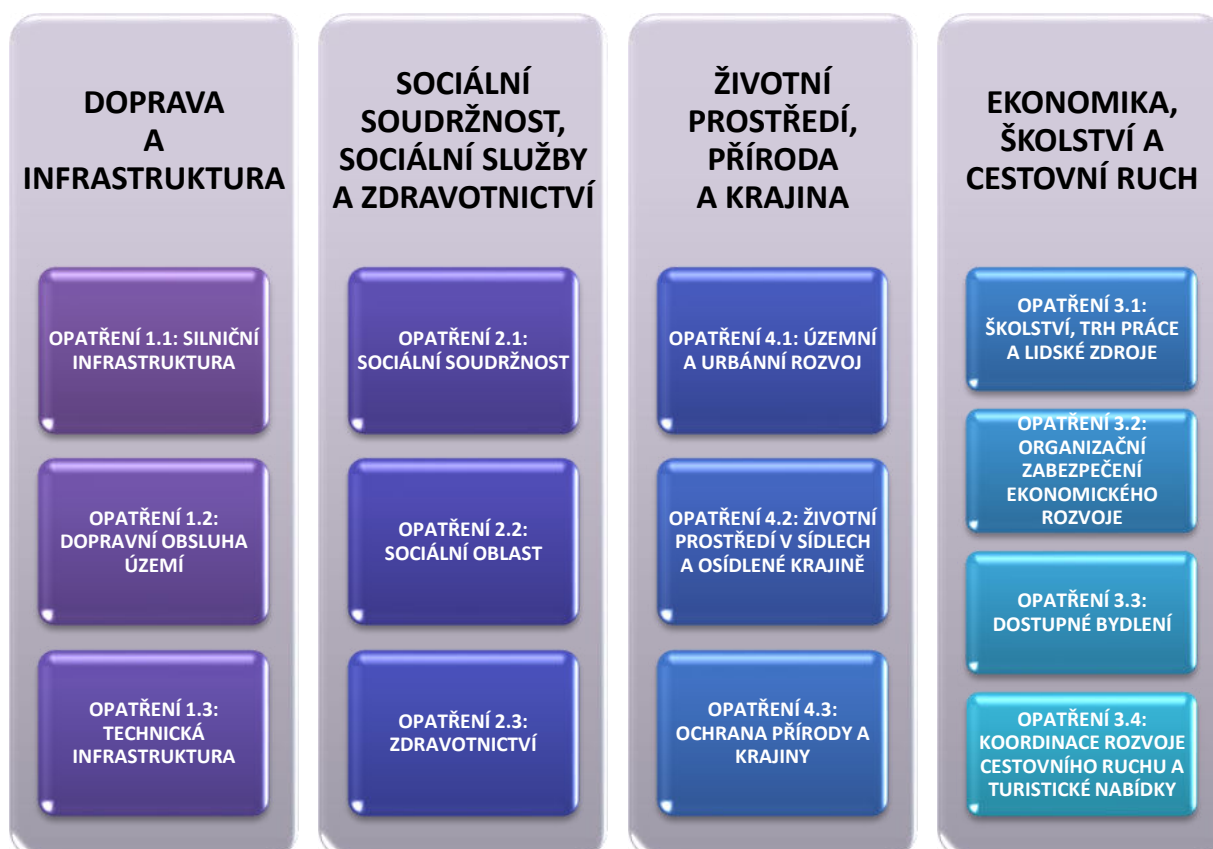 DOPRAVA
A
INFRASTRUKTURA
OPATŘENÍ 1.1: SILNIČNÍ
INFRASTRUKTURA
OPATŘENÍ 1.2:
DOPRAVNÍ OBSLUHA
ÚZEMÍ
OPATŘENÍ 1.3:
TECHNICKÁ
INFRASTRUKTURA
SOCIÁLNÍ
SOUDRŽNOST,
SOCIÁLNÍ SLUŽBY
A ZDRAVOTNICTVÍ
OPATŘENÍ 2.1:
SOCIÁLNÍ SOUDRŽNOST
OPATŘENÍ 2.2:
SOCIÁLNÍ OBLAST
OPATŘENÍ 2.3:
ZDRAVOTNICTVÍ
ŽIVOTNÍ
PROSTŘEDÍ,
PŘÍRODA
A KRAJINA
OPATŘENÍ 4.1: ÚZEMNÍ
A URBÁNNÍ ROZVOJ
OPATŘENÍ 4.2: ŽIVOTNÍ
PROSTŘEDÍ V SÍDLECH
A OSÍDLENÉ KRAJINĚ
OPATŘENÍ 4.3:
OCHRANA PŘÍRODY A
KRAJINY
EKONOMIKA,
ŠKOLSTVÍ A
CESTOVNÍ RUCH
OPATŘENÍ 3.1:
ŠKOLSTVÍ, TRH PRÁCE
A LIDSKÉ ZDROJE
OPATŘENÍ 3.2:
ORGANIZAČNÍ
ZABEZPEČENÍ
EKONOMICKÉHO
ROZVOJE
OPATŘENÍ 3.3:
DOSTUPNÉ BYDLENÍ
OPATŘENÍ 3.4:
KOORDINACE ROZVOJE
CESTOVNÍHO RUCHU A
TURISTICKÉ NABÍDKY